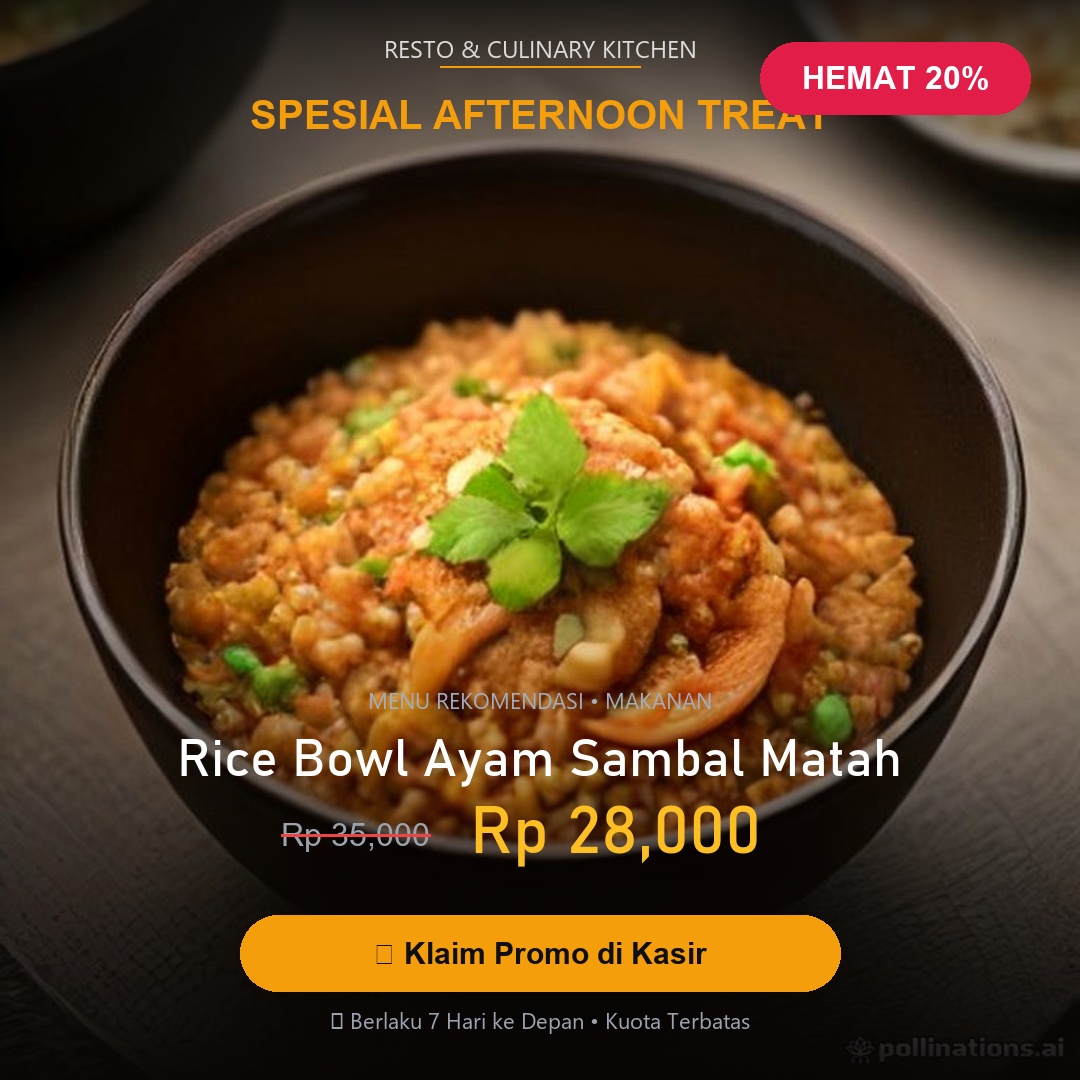 RESTO & CULINARY KITCHEN
HEMAT 20%
SPESIAL AFTERNOON TREAT
MENU REKOMENDASI • MAKANAN
Rice Bowl Ayam Sambal Matah
Rp 35,000 Rp 28,000
Klaim Promo di Kasir
Berlaku 7 Hari ke Depan • Kuota Terbatas
pollinations.ai